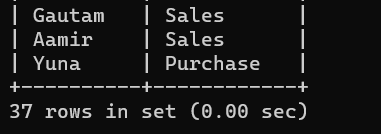 | Gautam   | Sales      |
| Aamir    | Sales      |
| Yuna     | Purchase   |
+----------+------------+
37 rows in set (0.00 sec)